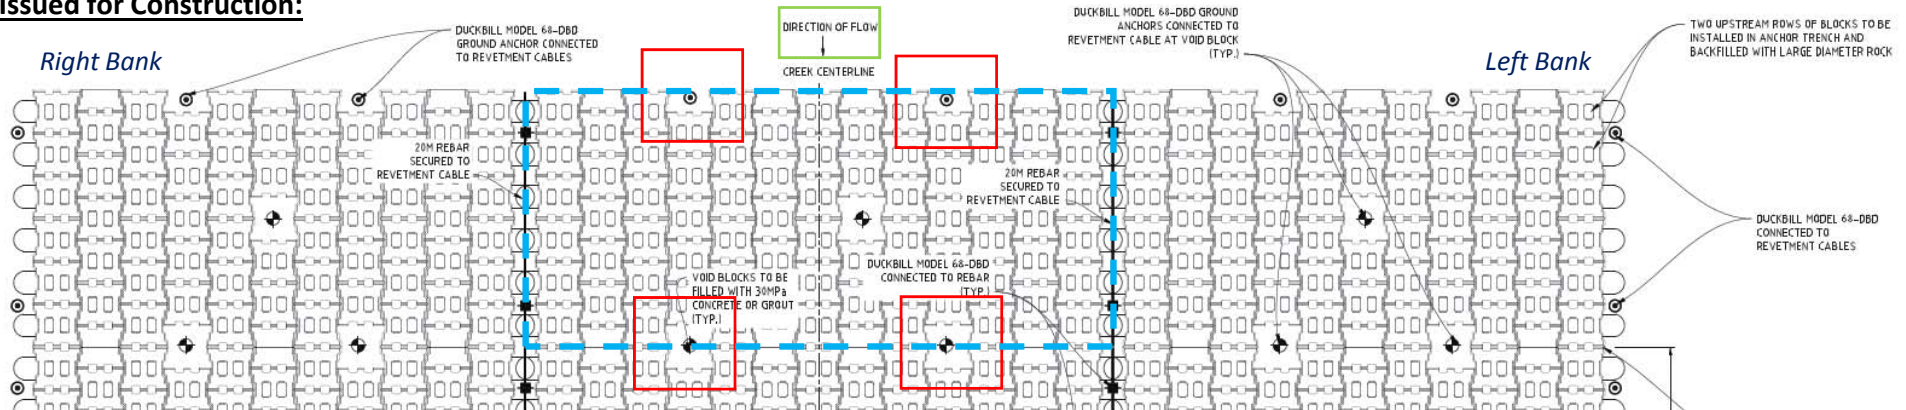 Issued for Construction:
Right Bank
DUCKBILL MODEL 68-DBD
GROUND ANCHOR CONNECTED
TO REVETMENT CABLES
DIRECTION OF FLOW
CREEK CENTERLINE
DUCKBILL MODEL 68-DBD GROUND
ANCHORS CONNECTED TO
REVETMENT CABLE AT VOID BLOCK
(TYP.)
Left Bank
TWO UPSTREAM ROWS OF BLOCKS TO BE
INSTALLED IN ANCHOR TRENCH AND
BACKFILLED WITH LARGE DIAMETER ROCK
20M REBAR
SECURED TO
REVETMENT CABLE
20M REBAR
SECURED TO
REVETMENT CABLE
DUCKBILL MODEL 68-DBD
CONNECTED TO
REVETMENT CABLES
VOID BLOCKS TO BE
FILLED WITH 30MPa
CONCRETE OR GROUT
(TYP.)
DUCKBILL MODEL 68-DBD
CONNECTED TO REBAR
(TYP.)